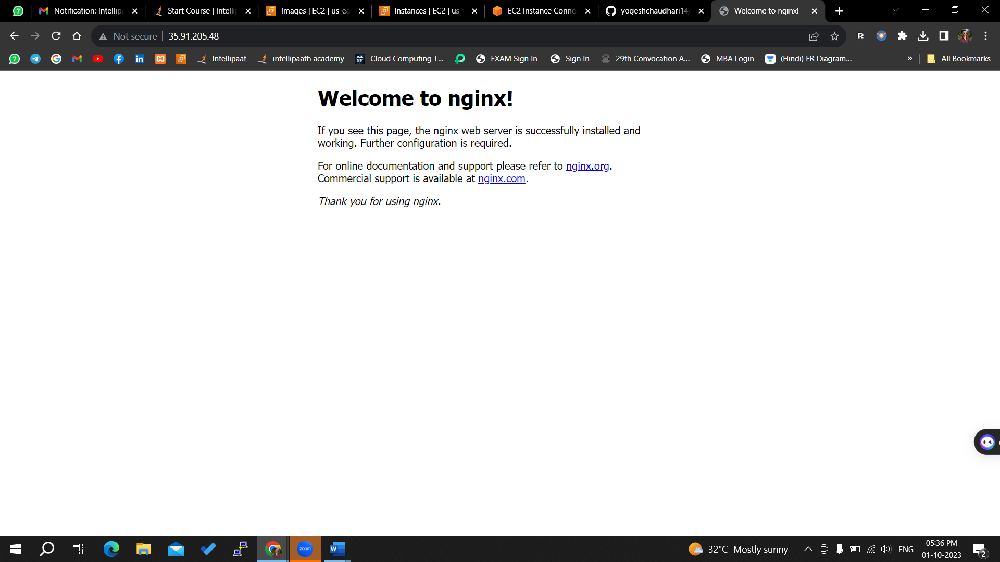 Notification: Intellipa
Start Course | Intellip
Images | EC2 | us-ea
Instances | EC2 | us-
EC2 Instance Conne
yogeshchaudhari14/
Welcome to nginx!
Not secure
35.91.205.48
Intellipaat
intellipaath academy
Cloud Computing T...
EXAM Sign In
Sign In
29th Convocation A...
MBA Login
(Hindi) ER Diagram...
»
All Bookmarks
Welcome to nginx!
If you see this page, the nginx web server is successfully installed and
working. Further configuration is required.
For online documentation and support please refer to nginx.org.
Commercial support is available at nginx.com.
Thank you for using nginx.
zoom
32°C Mostly sunny
ENG
05:36 PM
01-10-2023
2